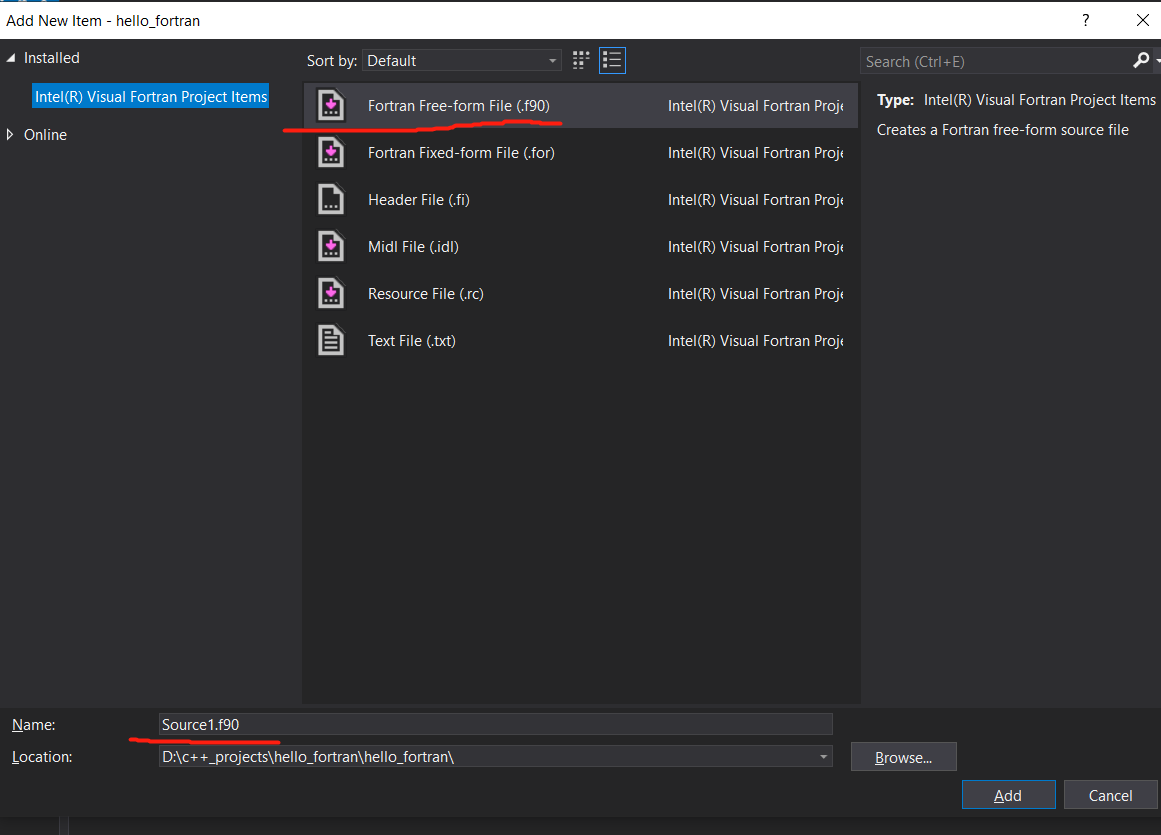 Add New Item - hello_fortran
?
Installed
Intel(R) Visual Fortran Project Items
Online
Sort by: Default
Search (Ctrl+E)
Fortran Free-form File (.f90) Intel(R) Visual Fortran Proje
Fortran Fixed-form File (.for) Intel(R) Visual Fortran Proje
Header File (.fi) Intel(R) Visual Fortran Proje
Midl File (.idl) Intel(R) Visual Fortran Proje
Resource File (.rc) Intel(R) Visual Fortran Proje
Text File (.txt) Intel(R) Visual Fortran Proje
Type: Intel(R) Visual Fortran Project Items
Creates a Fortran free-form source file
Name: Source1.f90
Location: D:\c++_projects\hello_fortran\hello_fortran\
Browse...
Add Cancel